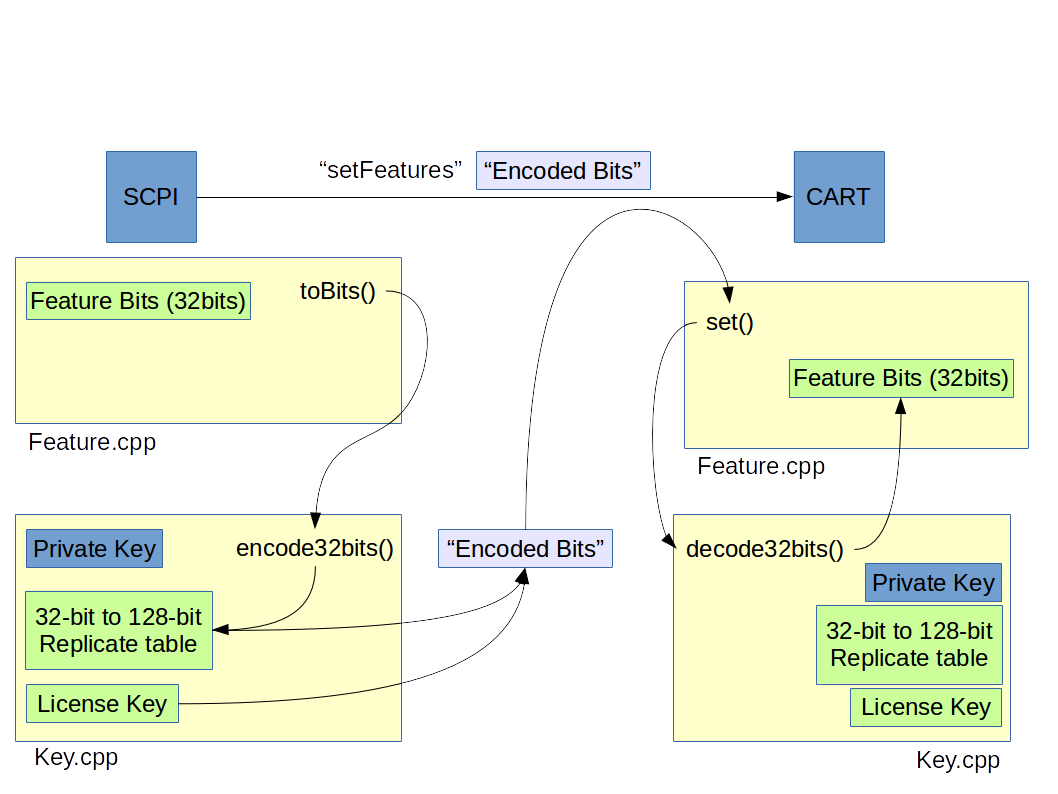 “setFeatures”
“Encoded Bits”
SCPI
CART
Feature Bits (32bits)
toBits()
Feature.cpp
set()
Feature Bits (32bits)
Feature.cpp
Private Key
encode32bits()
32-bit to 128-bit
Replicate table
License Key
Key.cpp
“Encoded Bits”
decode32bits()
Private Key
32-bit to 128-bit
Replicate table
License Key
Key.cpp